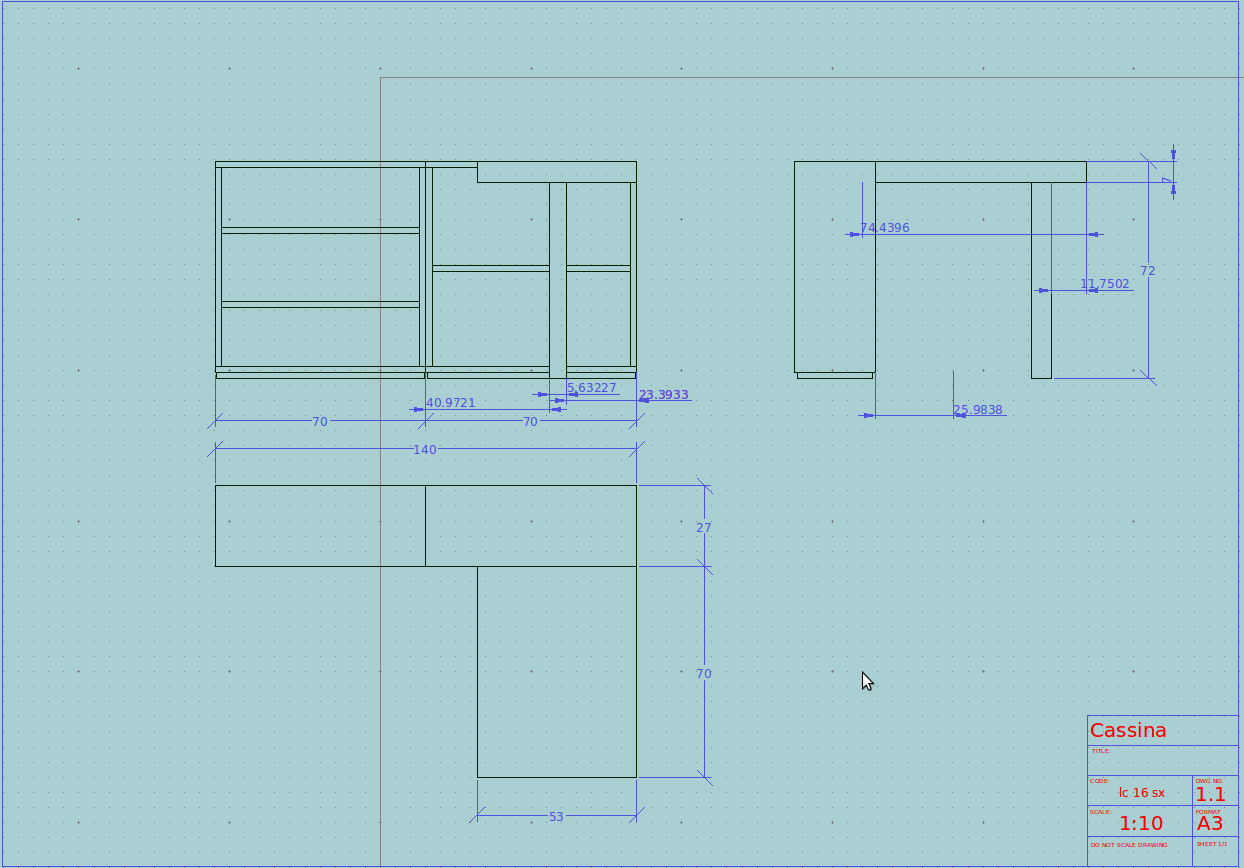 7
74.4396
72
11.7502
5.63227
23.3933
40.9721
25.9838
70
70
140
27
70
53
Cassina
TITLE:
CODE:
lc 16 sx
DWG NO.
1.1
SCALE:
1:10
FORMAT
A3
DO NOT SCALE DRAWING
SHEET 1/1